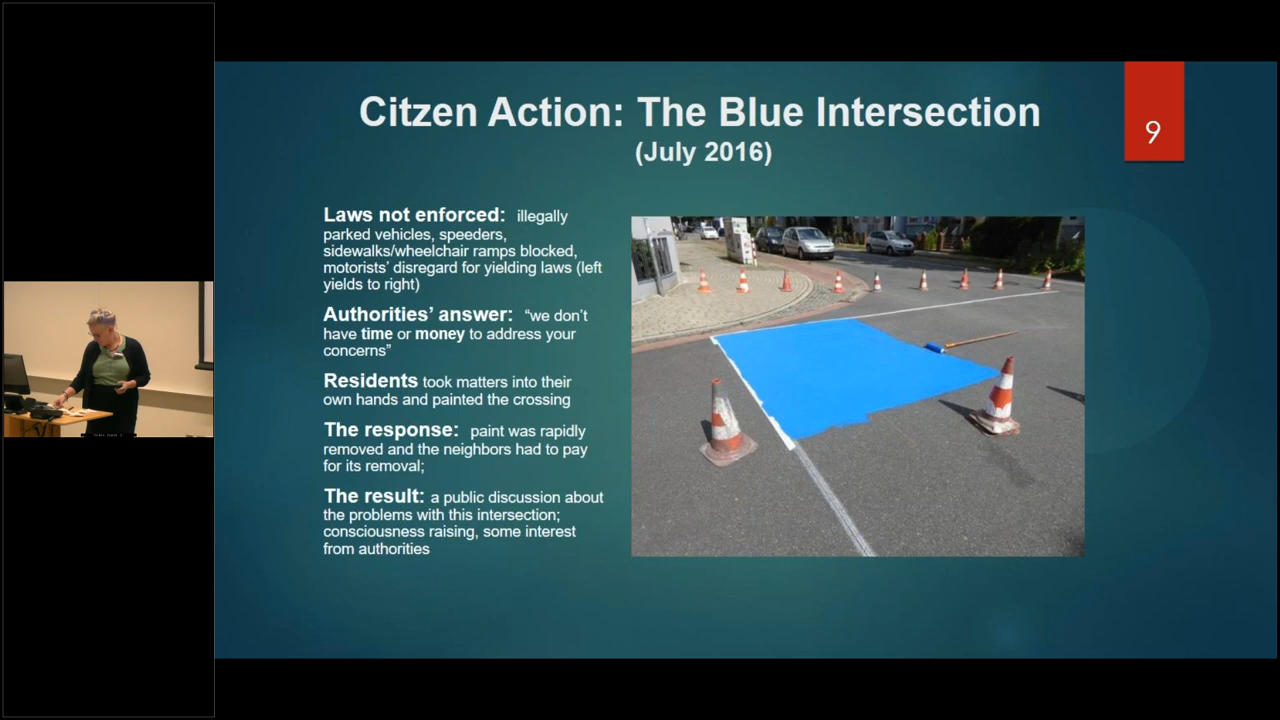 Citzen Action: The Blue Intersection
(July 2016)
9
Laws not enforced: illegally
parked vehicles, speeders,
sidewalks/wheelchair ramps blocked,
motorists' disregard for yielding laws (left
yields to right)
Authorities' answer: “we don't
have time or money to address your
concerns”
Residents took matters into their
own hands and painted the crossing
The response: paint was rapidly
removed and the neighbors had to pay
for its removal;
The result: a public discussion about
the problems with this intersection;
consciousness raising, some interest
from authorities